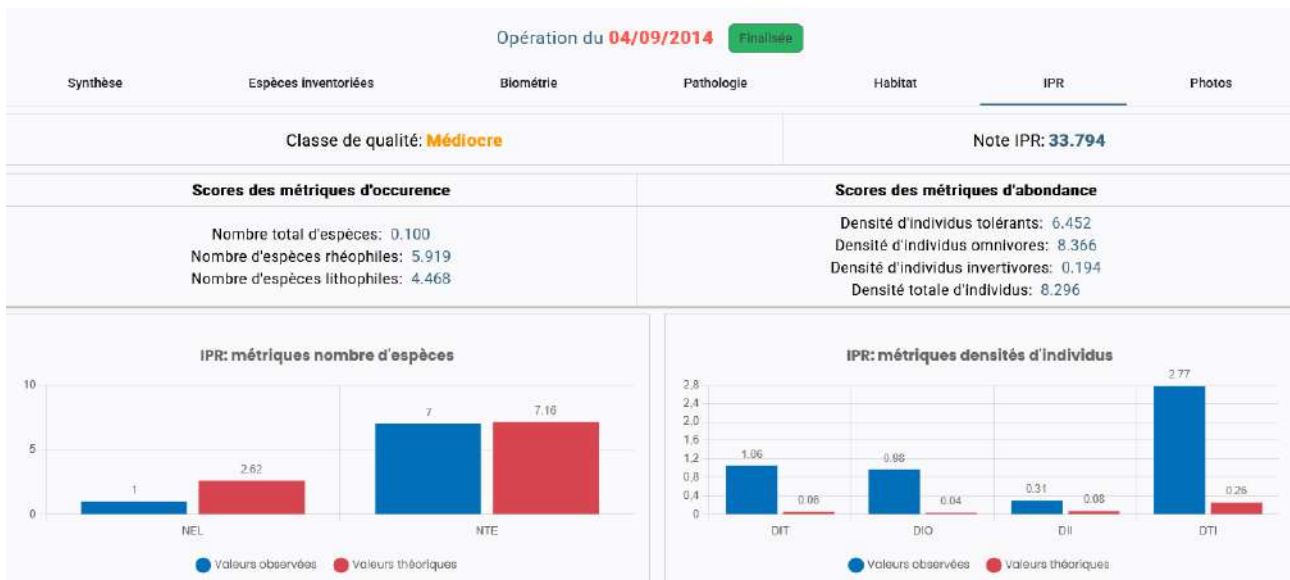 Opération du 04/09/2014 Finalisée
Synthèse Espèces inventoriées Biométrie Pathologie Habitat IPR Photos
Classe de qualité: Médiocre Note IPR: 33.794
Scores des métriques d'occurence Scores des métriques d'abondance
Nombre total d'espèces: 0.100
Nombre d'espèces rhéophiles: 5.919
Nombre d'espèces lithophiles: 4.468
Densité d'individus tolérants: 6.452
Densité d'individus omnivores: 8.366
Densité d'individus invertivores: 0.194
Densité totale d'individus: 8.296
IPR: métriques nombre d'espèces
10
5
0
1
2.62
7
7.16
NEL NTE
Valeurs observées Valeurs théoriques
IPR: métriques densités d'individus
2,8
2,4
2,0
1,6
1,2
0,8
0,4
0
1.06
0.06
0.98
0.04
0.31
0.08
2.77
0.26
DIT DIO DII DTI
Valeurs observées Valeurs théoriques